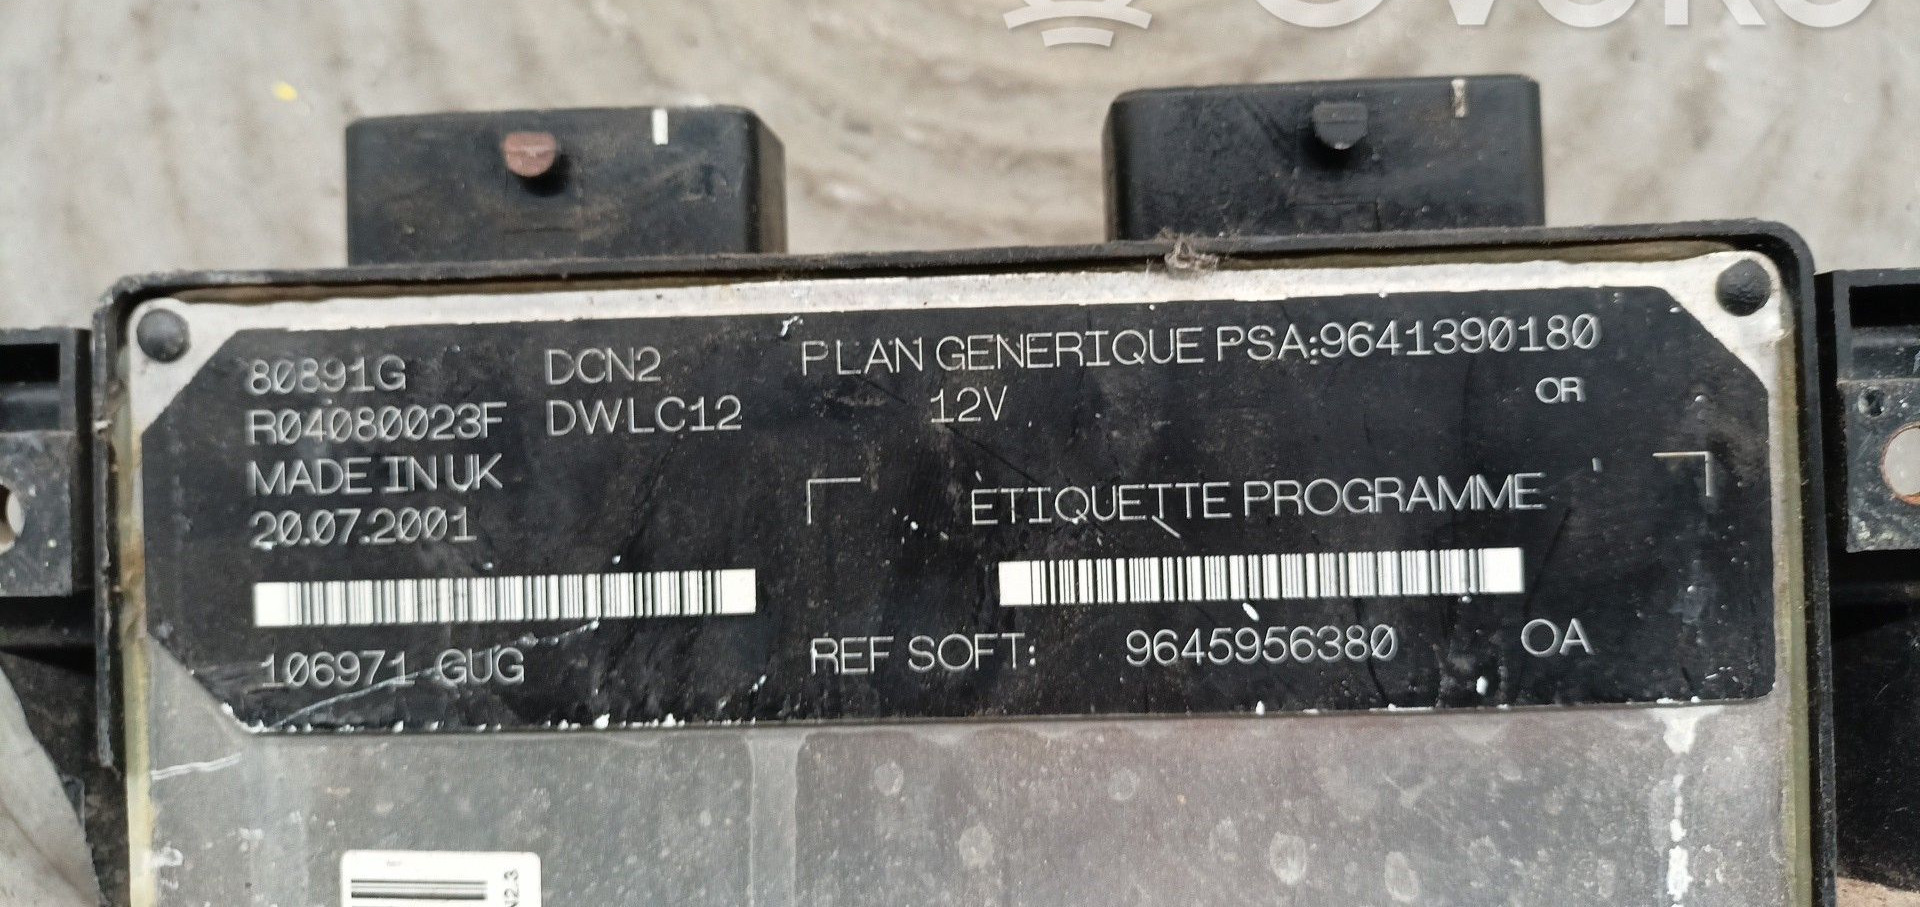 80891G DCN2 PLAN GENERIQUE PSA:9641390180
R04080023F DWLC12 12V OR
MADE IN UK
20.07.2001
ETIQUETTE PROGRAMME
106971 GUG
REF SOFT: 9645956380 OA